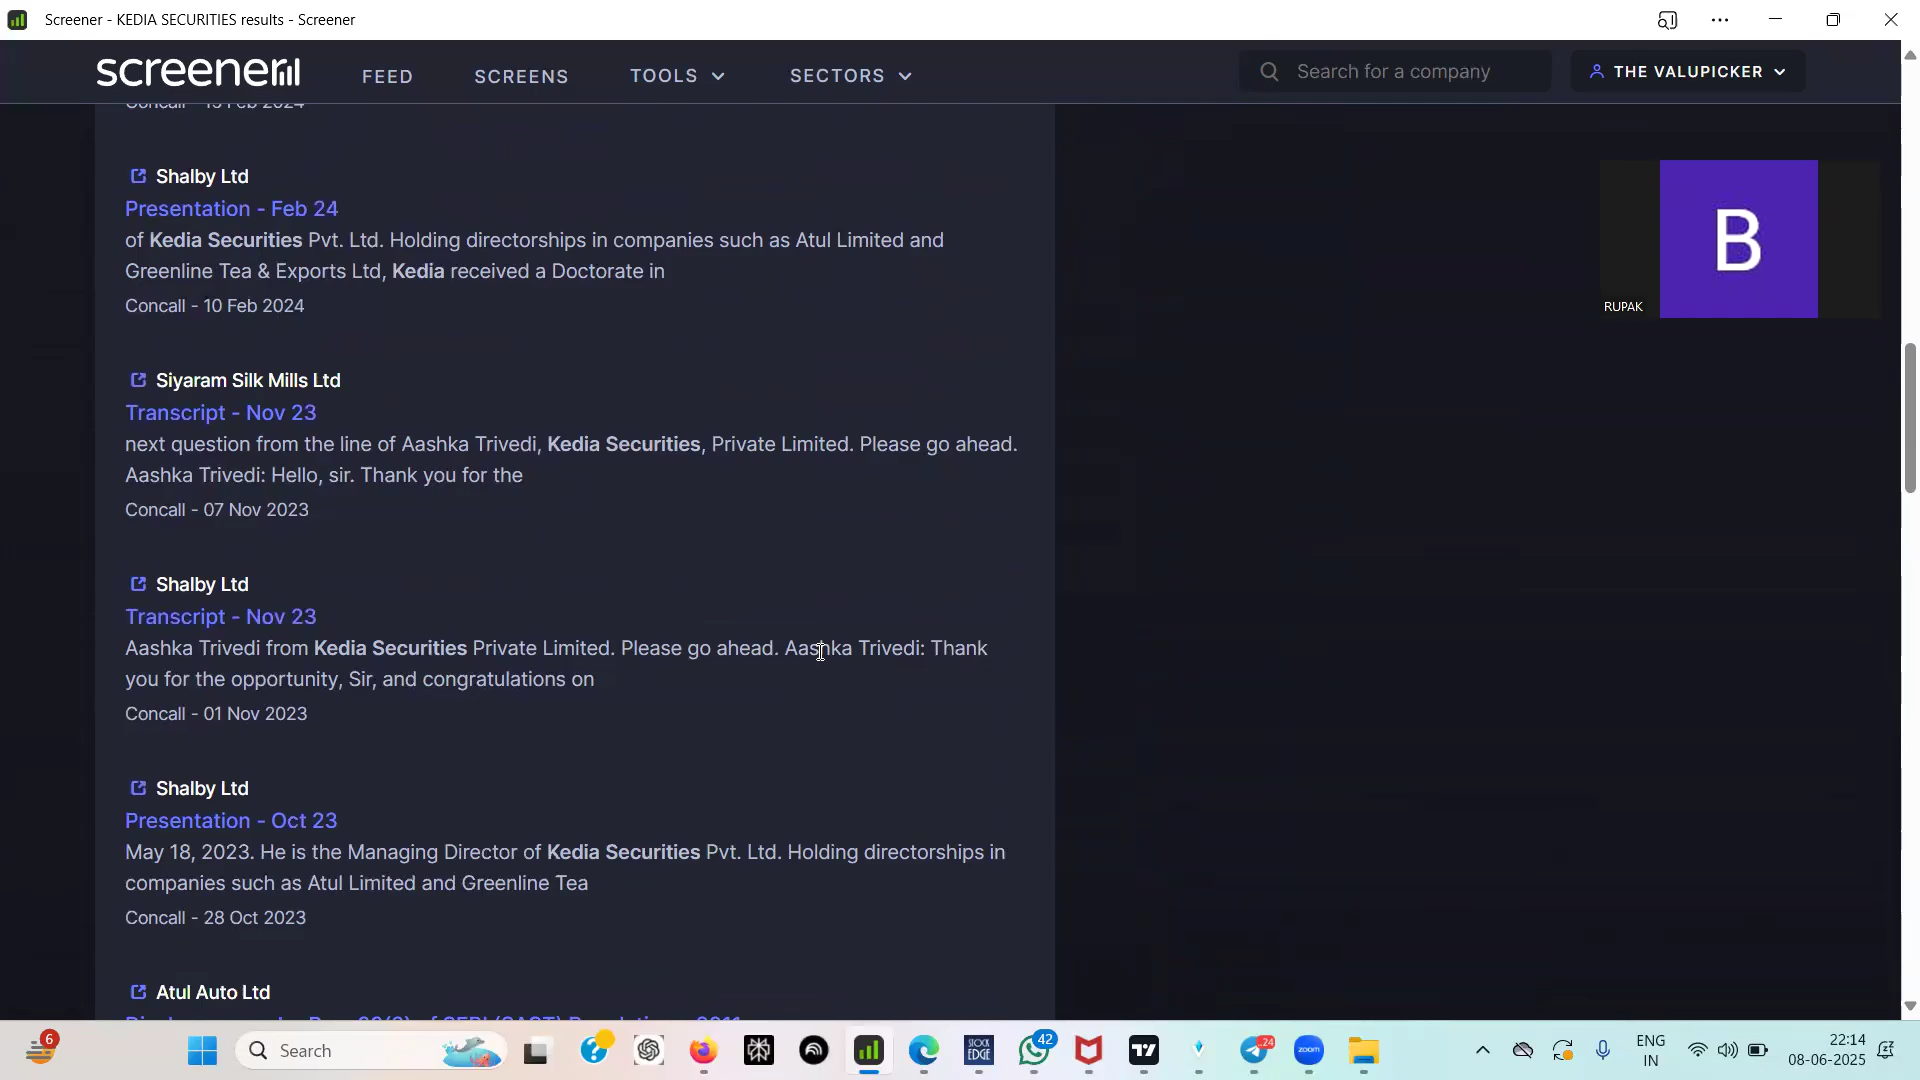 Screener - KEDIA SECURITIES results - Screener
screener
FEED
SCREENS
TOOLS
SECTORS
Search for a company
THE VALUPICKER
Shalby Ltd
Presentation - Feb 24
of Kedia Securities Pvt. Ltd. Holding directorships in companies such as Atul Limited and
Greenline Tea & Exports Ltd, Kedia received a Doctorate in
Concall - 10 Feb 2024
Siyaram Silk Mills Ltd
Transcript - Nov 23
next question from the line of Aashka Trivedi, Kedia Securities, Private Limited. Please go ahead.
Aashka Trivedi: Hello, sir. Thank you for the
Concall - 07 Nov 2023
Shalby Ltd
Transcript - Nov 23
Aashka Trivedi from Kedia Securities Private Limited. Please go ahead. Aashka Trivedi: Thank
you for the opportunity, Sir, and congratulations on
Concall - 01 Nov 2023
Shalby Ltd
Presentation - Oct 23
May 18, 2023. He is the Managing Director of Kedia Securities Pvt. Ltd. Holding directorships in
companies such as Atul Limited and Greenline Tea
Concall - 28 Oct 2023
Atul Auto Ltd
B
RUPAK
6
Search
STOCK
EDGE
42
24
zoom
ENG
IN
22:14
08-06-2025